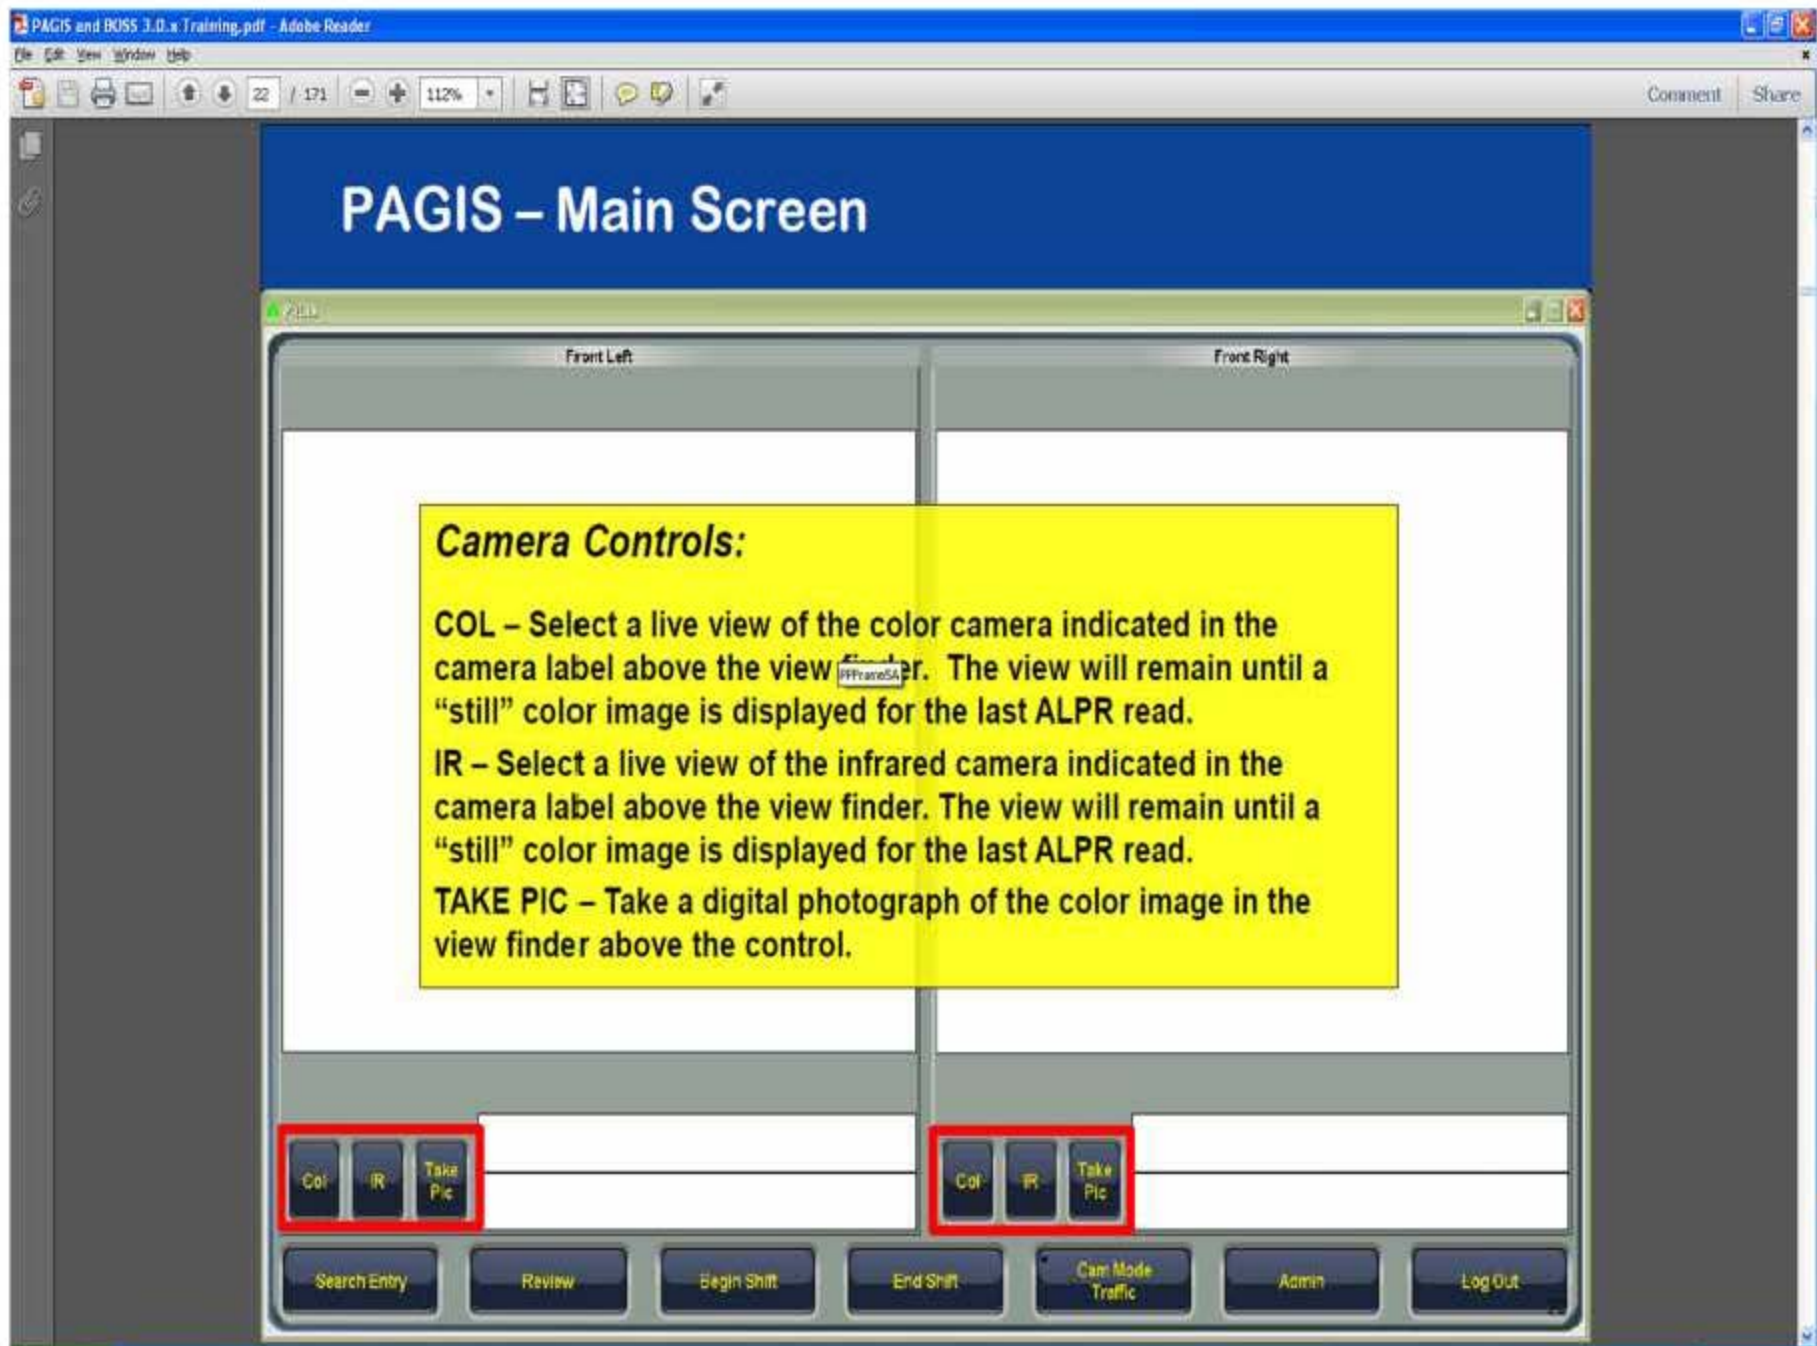 PAGIS and BOSS 3.0.x Training.pdf - Adobe Reader
File Edit View Window Help
22 / 171 112% Comment Share
PAGIS – Main Screen
Front Left Front Right
Camera Controls:
COL – Select a live view of the color camera indicated in the
camera label above the view finder. The view will remain until a
“still” color image is displayed for the last ALPR read.
IR – Select a live view of the infrared camera indicated in the
camera label above the view finder. The view will remain until a
“still” color image is displayed for the last ALPR read.
TAKE PIC – Take a digital photograph of the color image in the
view finder above the control.
Col IR Take Pic Col IR Take Pic
Search Entry Review Begin Shift End Shift Cam Mode Traffic Admin Log Out